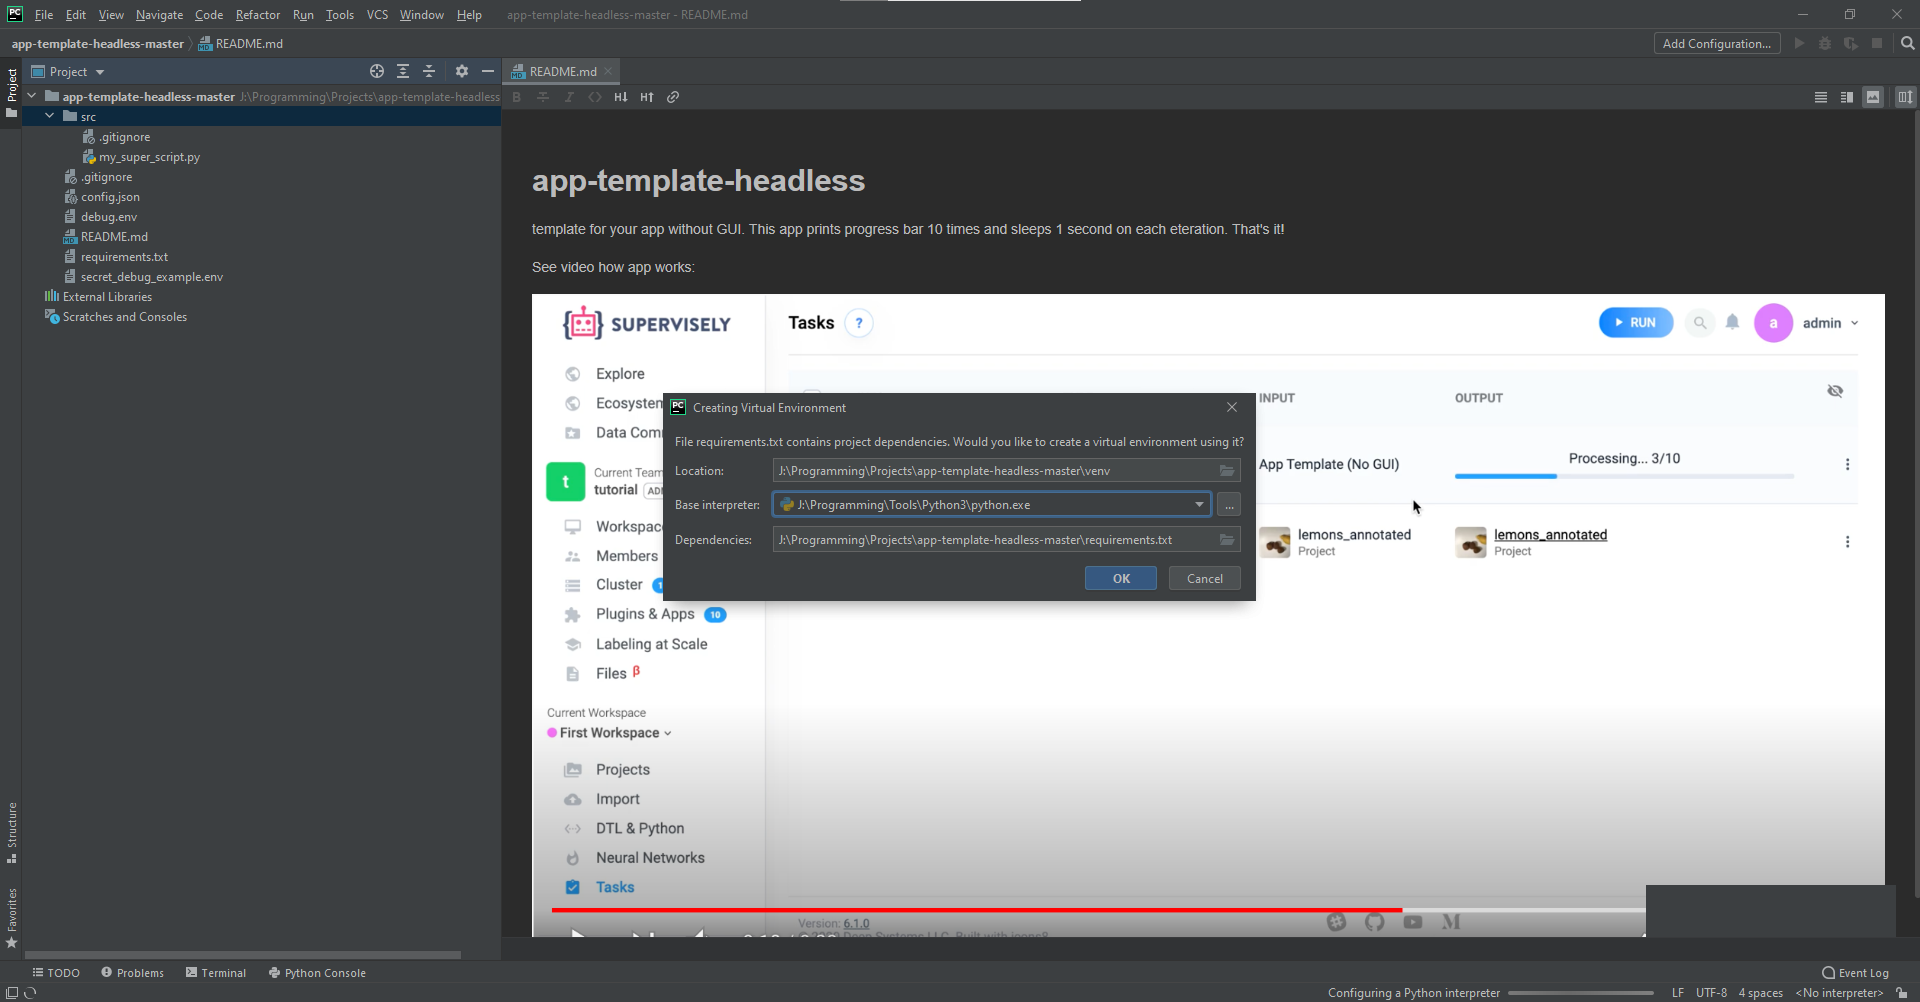 PC File Edit View Navigate Code Refactor Run Tools VCS Window Help app-template-headless-master - README.md
app-template-headless-master README.md Add Configuration...
Project
Project
app-template-headless-master J:\Programming\Projects\app-template-headless
src
.gitignore
my_super_script.py
.gitignore
config.json
debug.env
README.md
requirements.txt
secret_debug_example.env
External Libraries
Scratches and Consoles
Structure
Favorites
README.md
app-template-headless
template for your app without GUI. This app prints progress bar 10 times and sleeps 1 second on each eteration. That's it!
See video how app works:
SUPERVISELY
Tasks ? RUN a admin
Explore
Ecosystem
Data Com
Current Team
t tutorial
Workspac
Members
Cluster
Plugins & Apps 10
Labeling at Scale
Files β
Current Workspace
First Workspace
Projects
Import
DTL & Python
Neural Networks
Tasks
INPUT OUTPUT
App Template (No GUI) Processing... 3/10
lemons_annotated lemons_annotated
Project Project
Version: 6.1.0
PC Creating Virtual Environment
File requirements.txt contains project dependencies. Would you like to create a virtual environment using it?
Location: J:\Programming\Projects\app-template-headless-master\venv
Base interpreter: J:\Programming\Tools\Python3\python.exe ...
Dependencies: J:\Programming\Projects\app-template-headless-master\requirements.txt
OK Cancel
TODO Problems Terminal Python Console Event Log
Configuring a Python interpreter LF UTF-8 4 spaces <No interpreter>